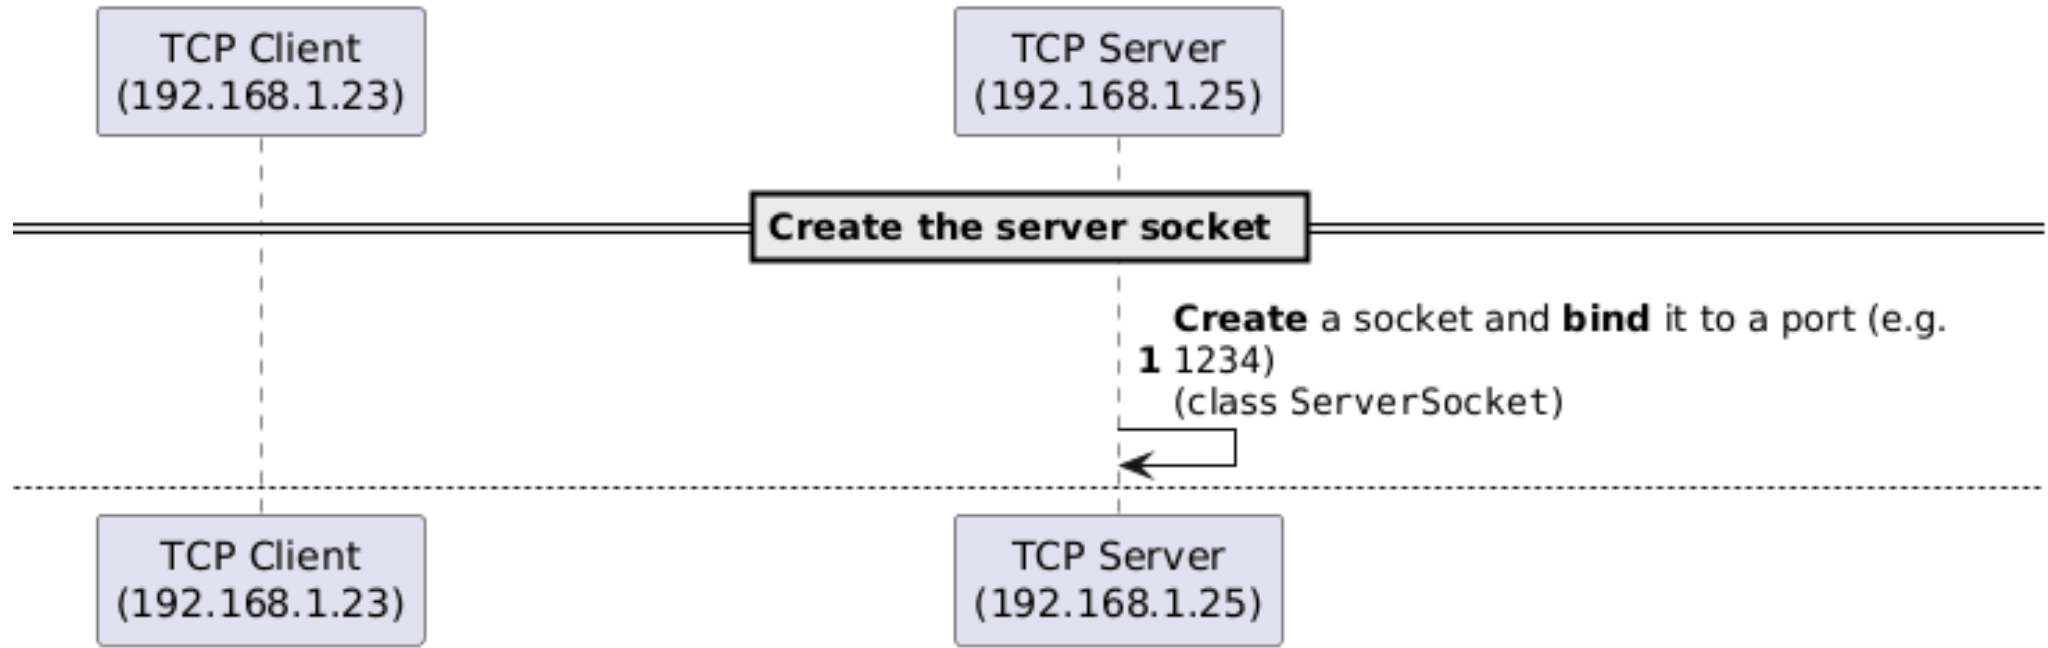 TCP Client
(192.168.1.23)
TCP Server
(192.168.1.25)
Create the server socket
Create a socket and bind it to a port (e.g.
1 1234)
(class ServerSocket)
TCP Client
(192.168.1.23)
TCP Server
(192.168.1.25)